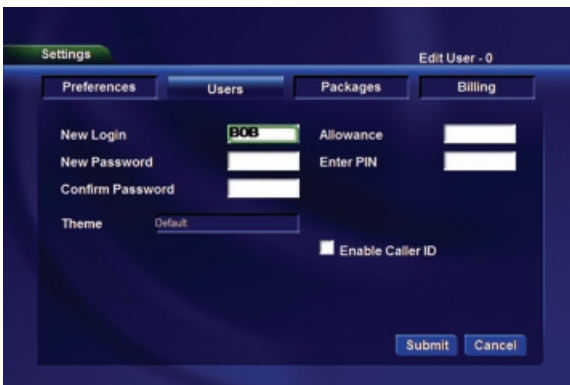 Settings
Edit User - 0
Preferences Users Packages Billing
New Login BOB Allowance
New Password Enter PIN
Confirm Password
Theme Default
Enable Caller ID
Submit Cancel